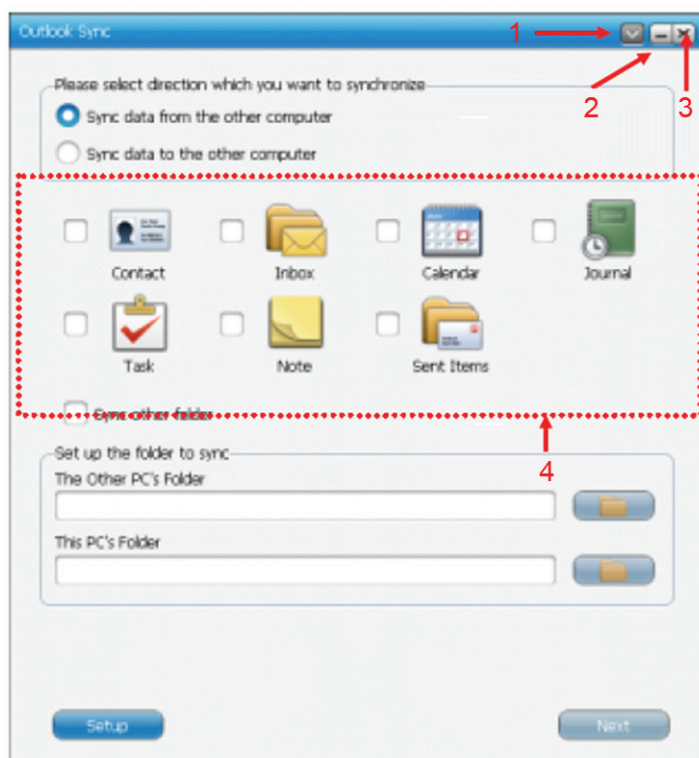 Outlook Sync
1
2
3
Please select direction which you want to synchronize
Sync data from the other computer
Sync data to the other computer
Contact
Inbox
Calendar
Journal
Task
Note
Sent Items
Sync other folder
4
Set up the folder to sync
The Other PC's Folder
This PC's Folder
Setup
Next